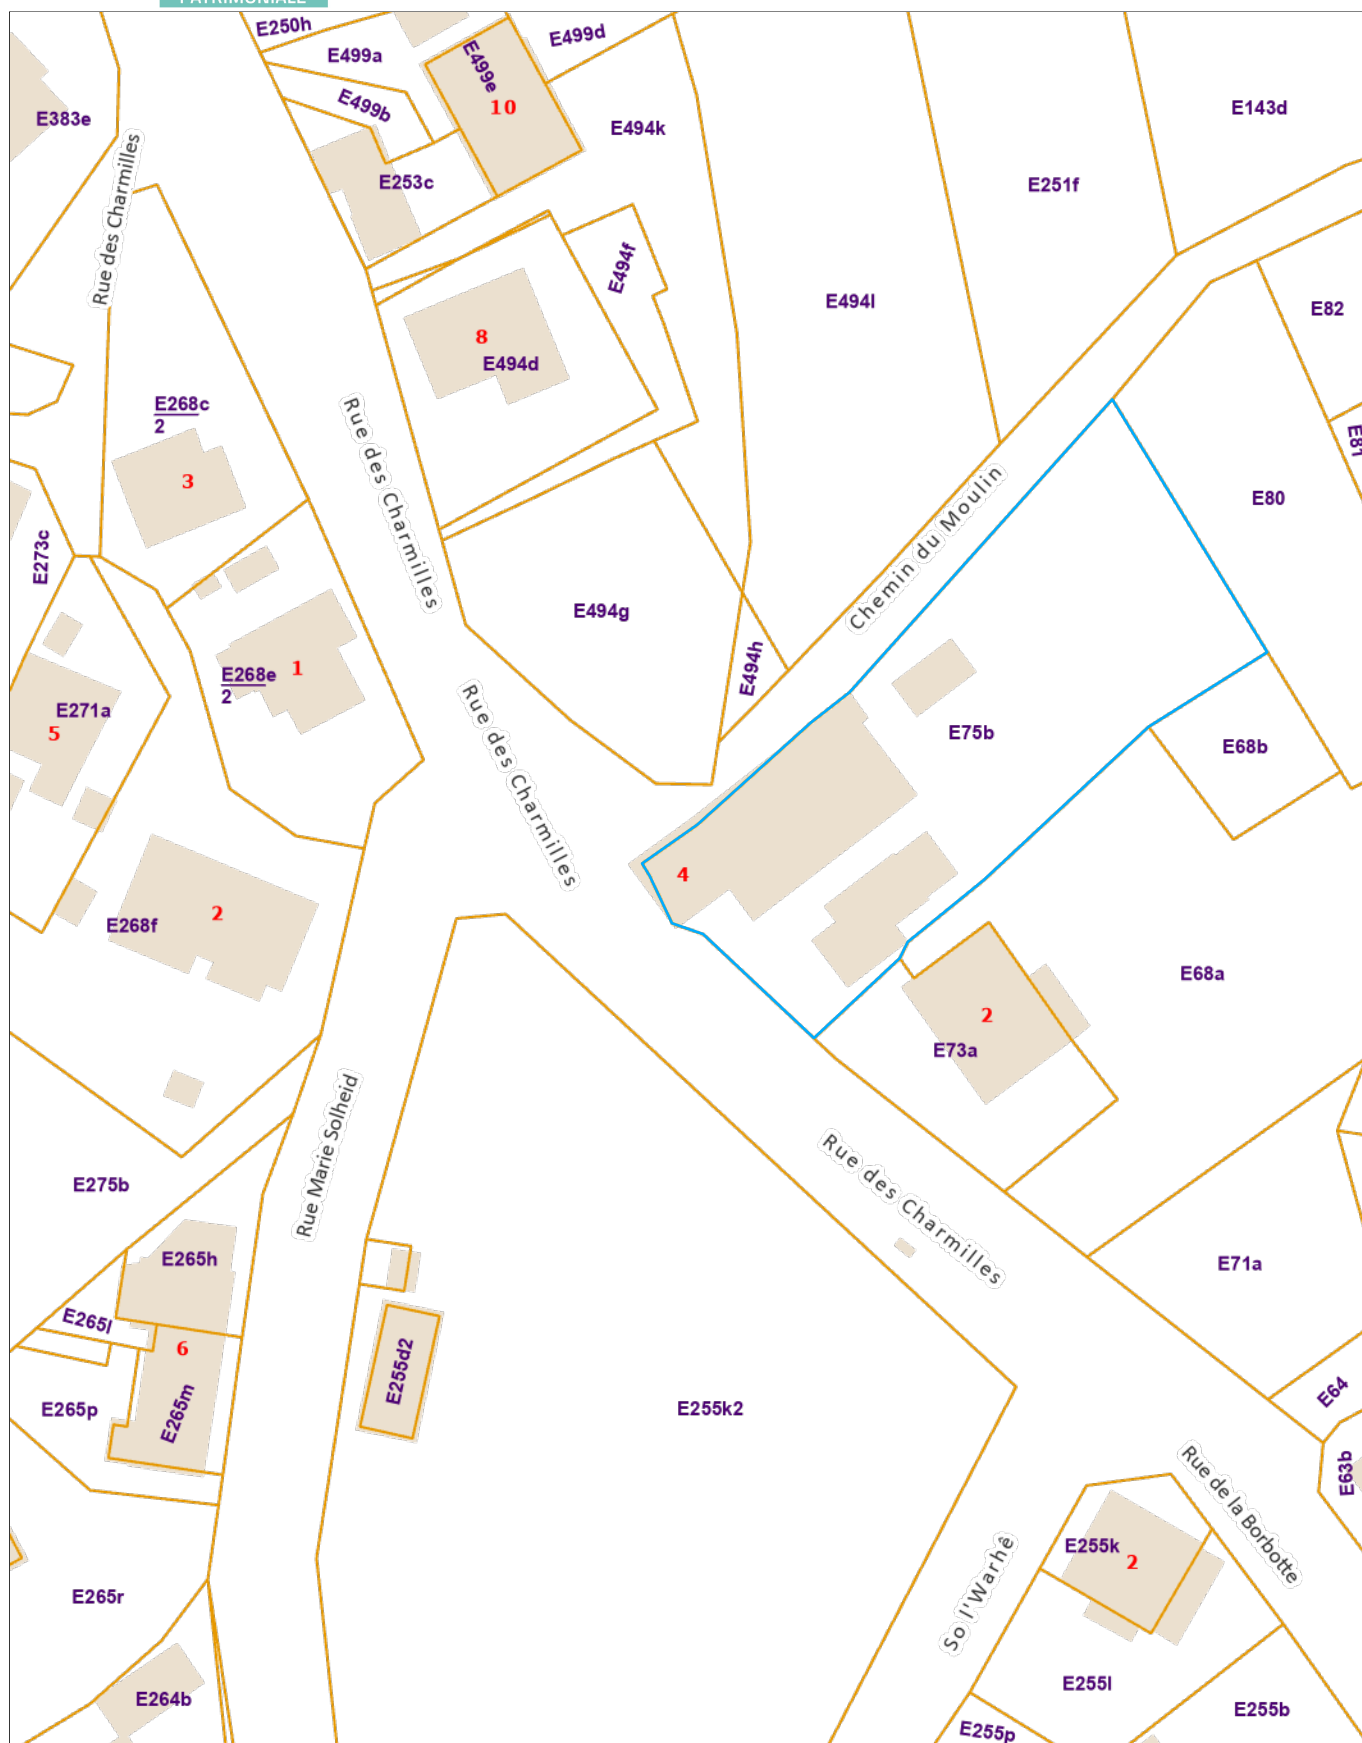 PATRIMONIALE
E250h
E499a
E499b
E499e
10
E499d
E494k
E383e
E253c
E143d
E251f
Rue des Charmilles
E494f
E494l
E82
8
E494d
E268c
2
3
Rue des Charmilles
E81
E80
Chemin du Moulin
E273c
E494g
E494h
1
E268e
2
E271a
5
Rue des Charmilles
E75b
E68b
4
2
E268f
E68a
2
E73a
Rue Marie Solheid
Rue des Charmilles
E275b
E265h
E71a
E265l
6
E265m
E265p
E255d2
E255k2
E64
E63b
Rue de la Borbotte
E255k
2
So l'Warhê
E265r
E255l
E264b
E255b
E255p